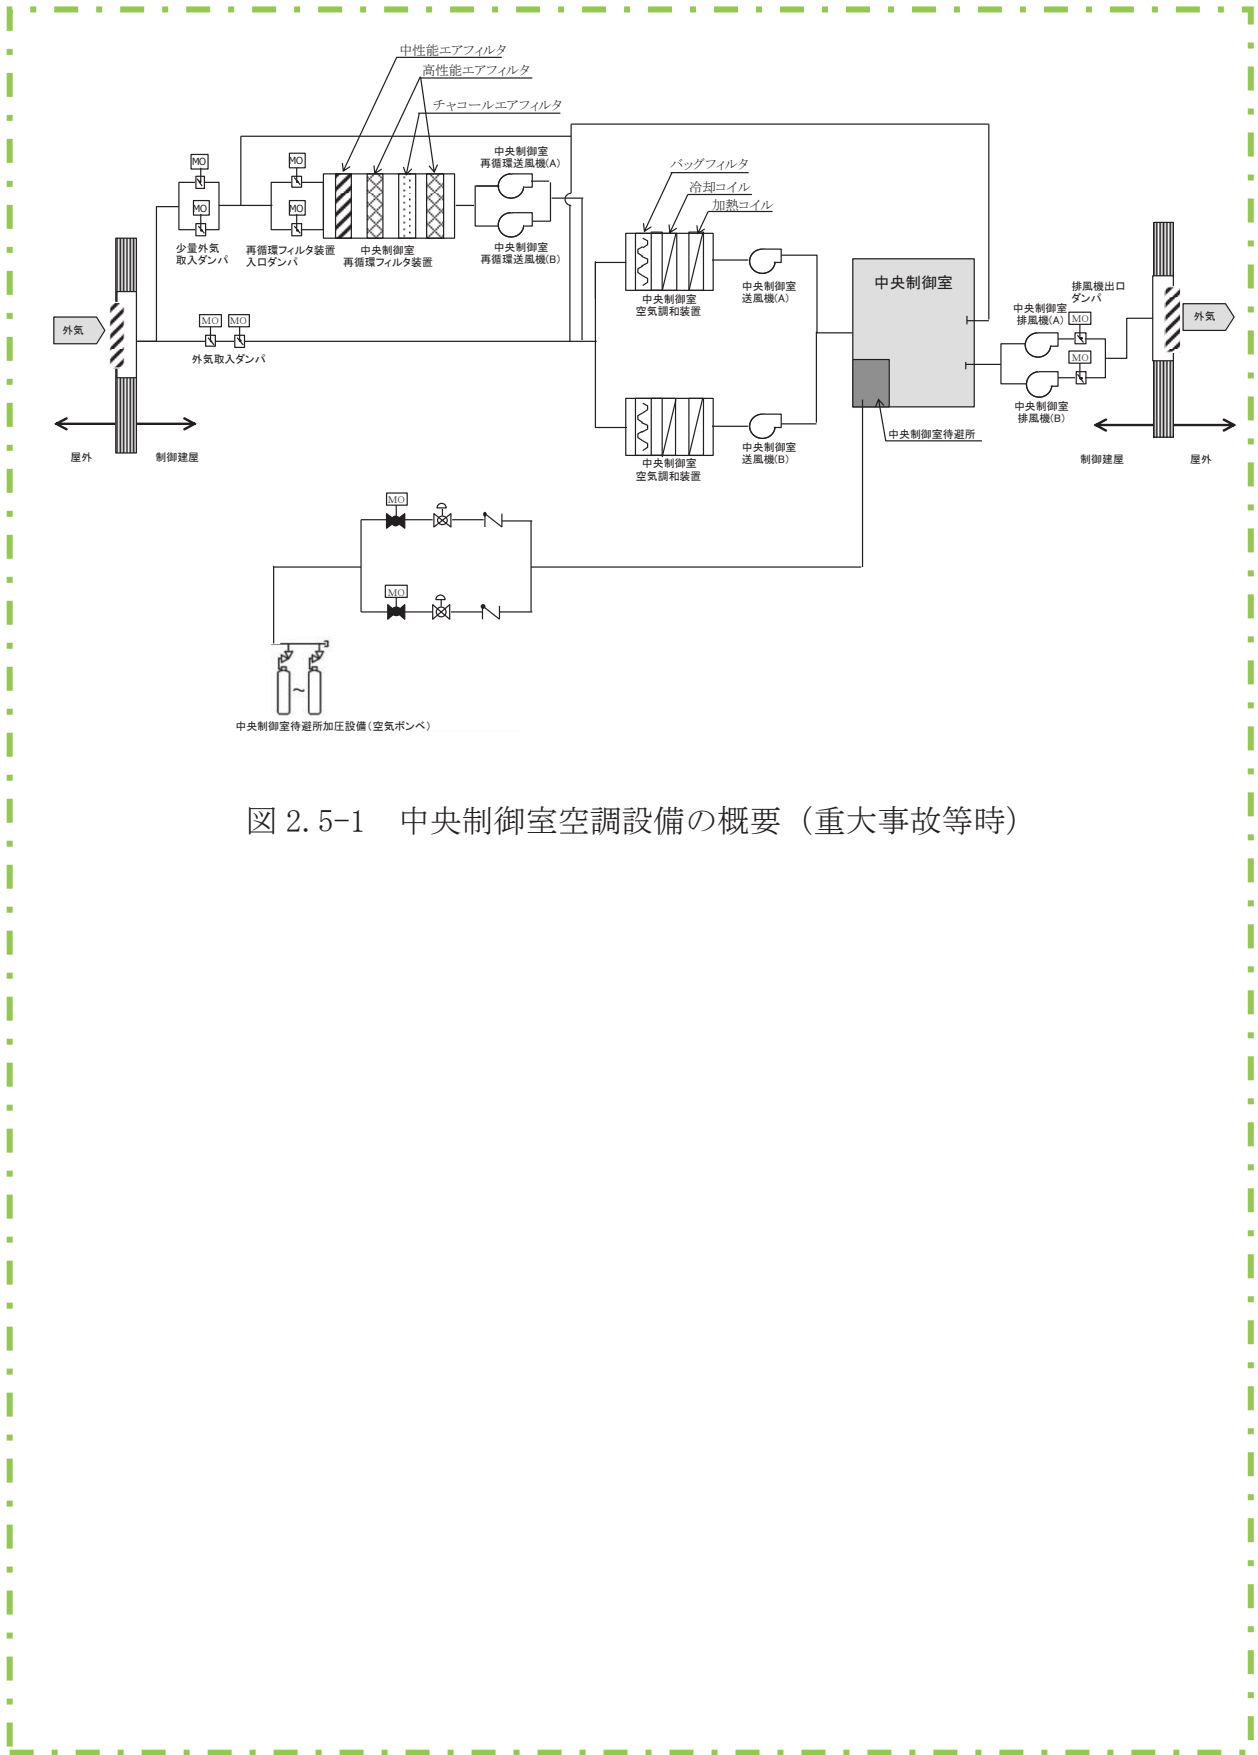 中性能エアフィルタ
高性能エアフィルタ
チャコールエアフィルタ
MO
MO
MO
MO
少量外気
取入ダンパ
再循環フィルタ装置
入口ダンパ
中央制御室
再循環フィルタ装置
中央制御室
再循環送風機(A)
中央制御室
再循環送風機(B)
バッグフィルタ
冷却コイル
加熱コイル
外気
MO
MO
外気取入ダンパ
屋外
制御建屋
中央制御室
空気調和装置
中央制御室
送風機(A)
中央制御室
空気調和装置
中央制御室
送風機(B)
中央制御室
中央制御室待避所
中央制御室
排風機(A)
排風機出口
ダンパ
MO
MO
中央制御室
排風機(B)
外気
制御建屋
屋外
MO
MO
~
中央制御室待避所加圧設備(空気ボンベ)
図 2.5-1 中央制御室空調設備の概要（重大事故等時）